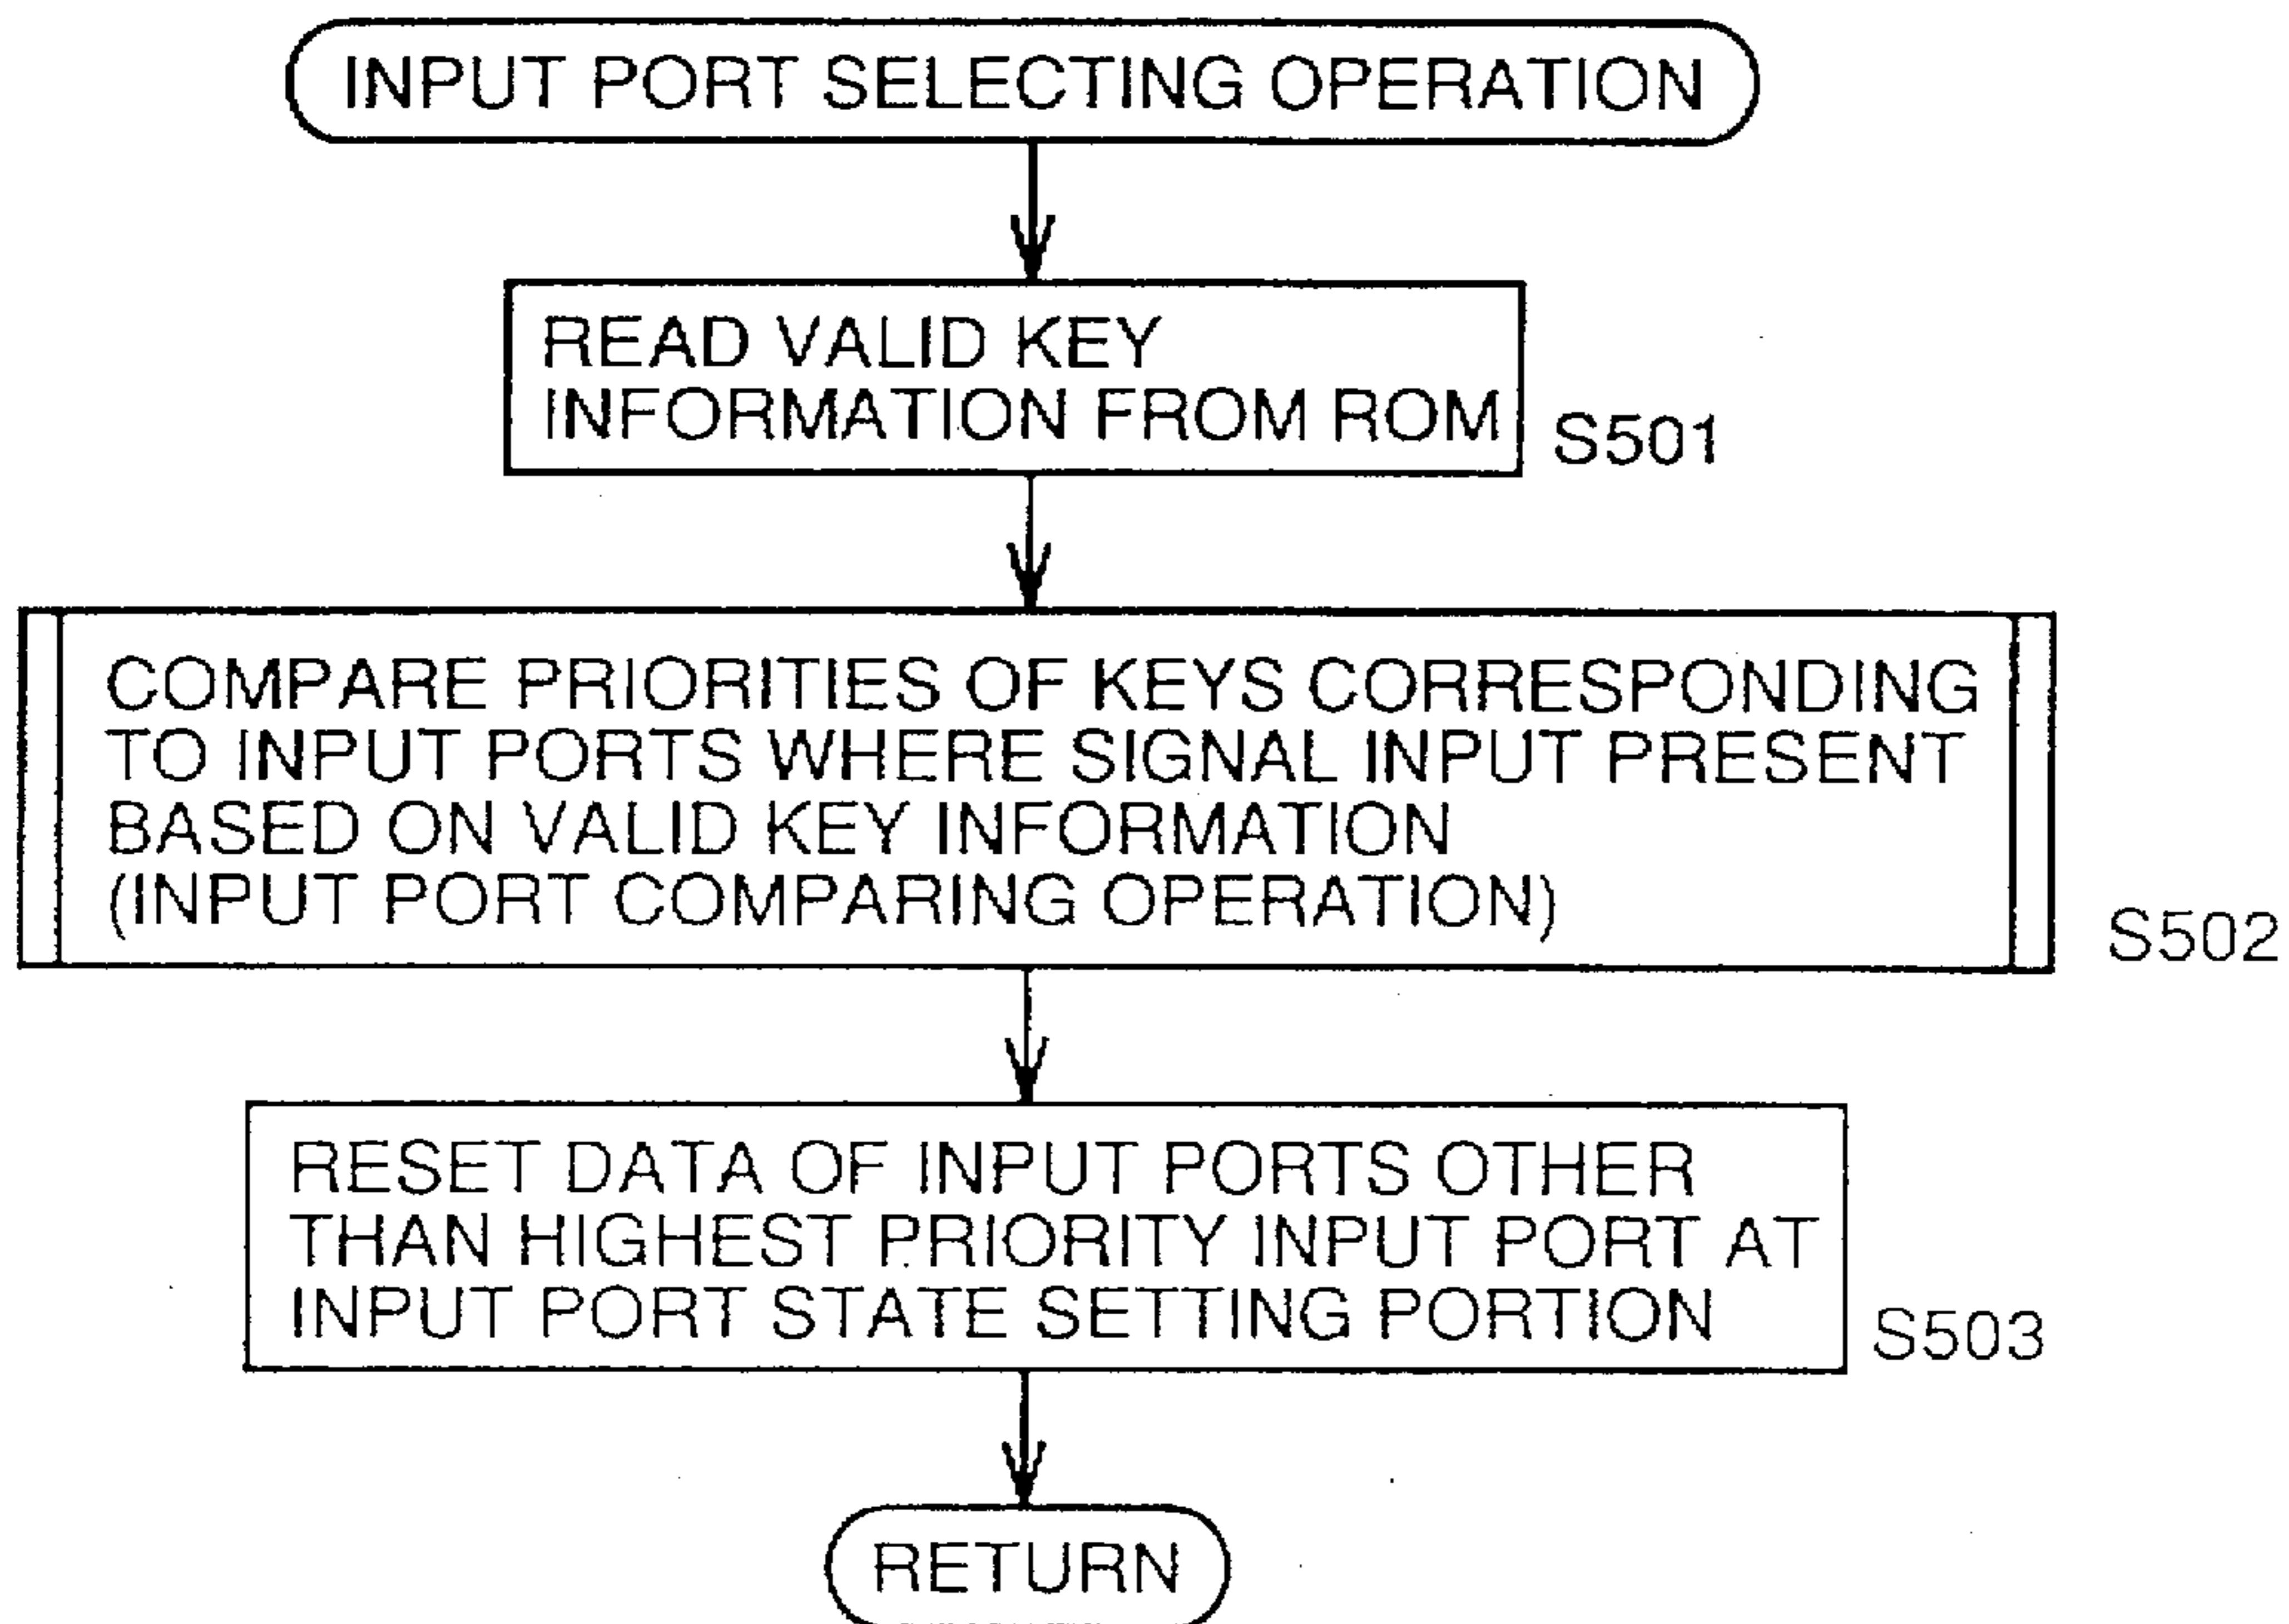 INPUT PORT SELECTING OPERATION
READ VALID KEY
INFORMATION FROM ROM
S501
COMPARE PRIORITIES OF KEYS CORRESPONDING
TO INPUT PORTS WHERE SIGNAL INPUT PRESENT
BASED ON VALID KEY INFORMATION
(INPUT PORT COMPARING OPERATION)
S502
RESET DATA OF INPUT PORTS OTHER
THAN HIGHEST PRIORITY INPUT PORT AT
INPUT PORT STATE SETTING PORTION
S503
RETURN